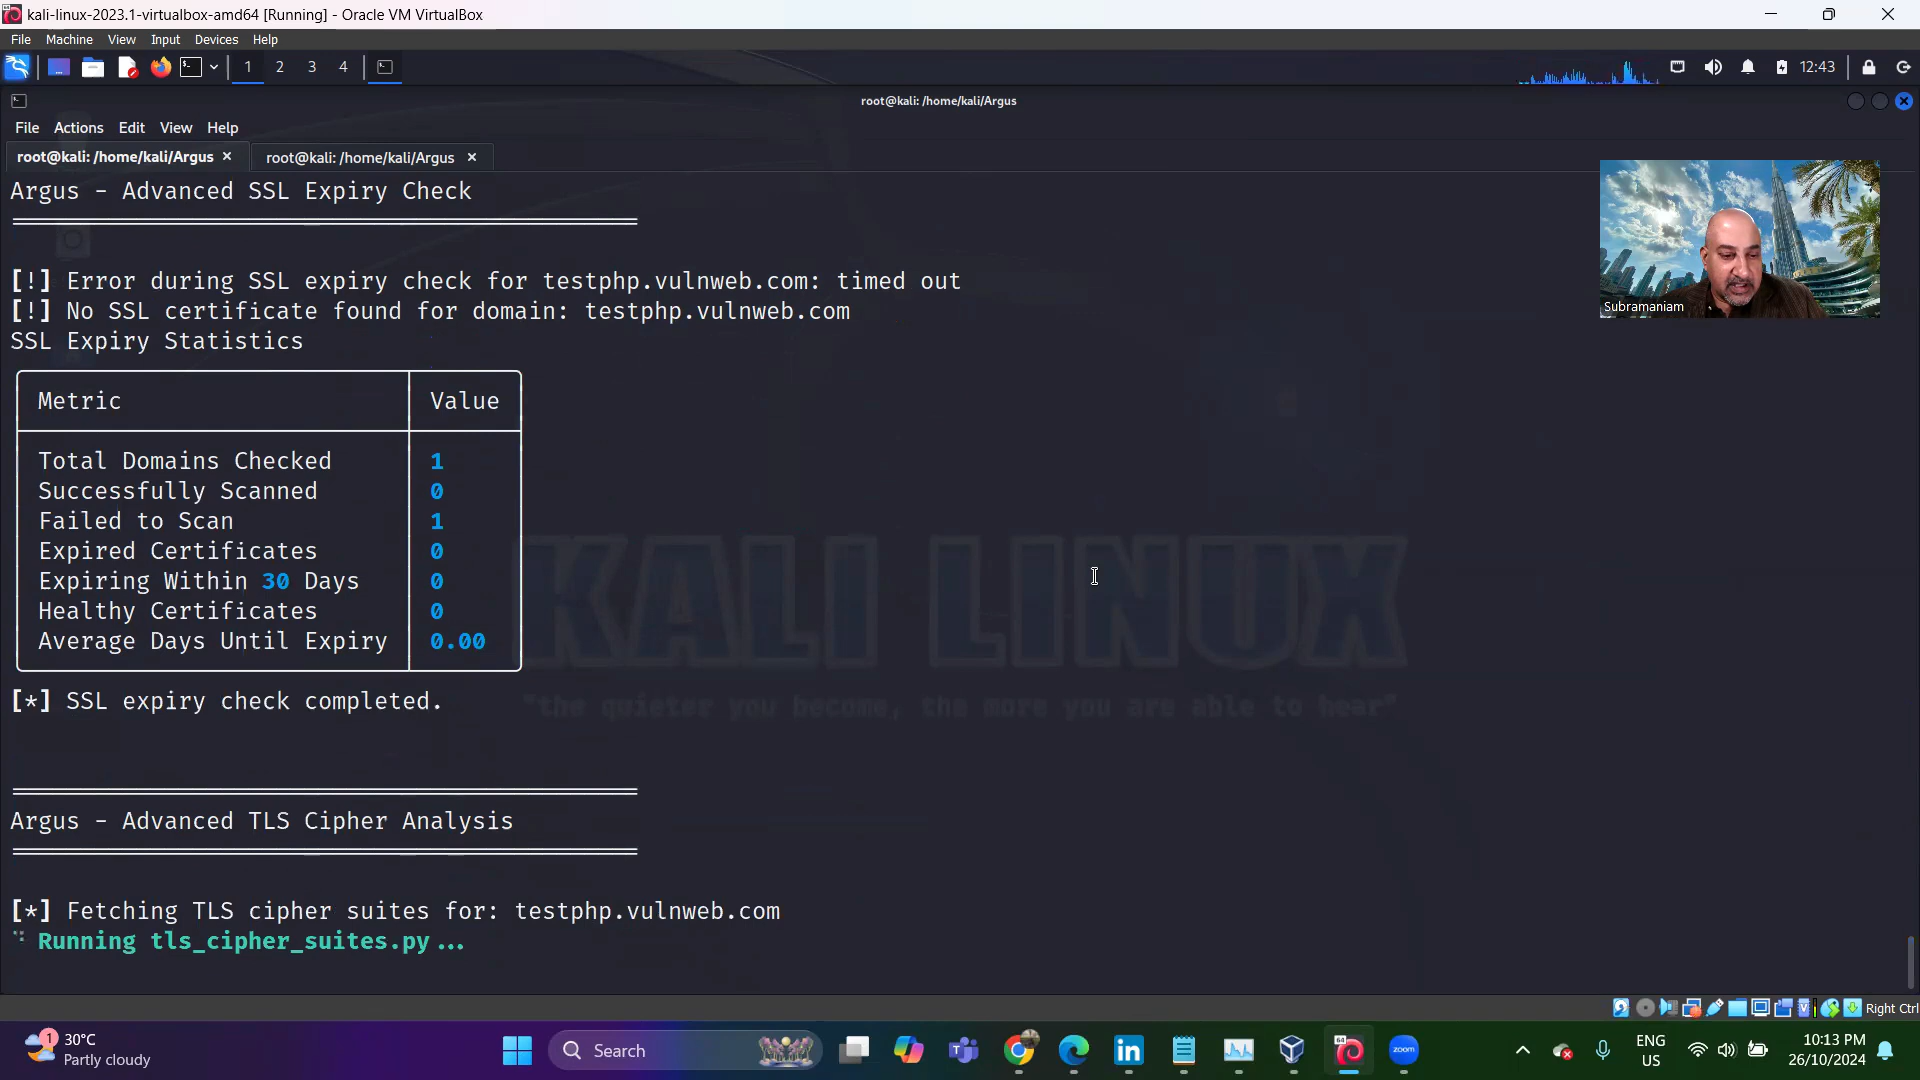 kali-linux-2023.1-virtualbox-amd64 [Running] - Oracle VM VirtualBox
File Machine View Input Devices Help
1 2 3 4 12:43
root@kali: /home/kali/Argus
File Actions Edit View Help
root@kali: /home/kali/Argus × root@kali: /home/kali/Argus ×
Argus - Advanced SSL Expiry Check
[!] Error during SSL expiry check for testphp.vulnweb.com: timed out
[!] No SSL certificate found for domain: testphp.vulnweb.com
Subramaniam
SSL Expiry Statistics
Metric Value
Total Domains Checked 1
Successfully Scanned 0
Failed to Scan 1
Expired Certificates 0
Expiring Within 30 Days 0
Healthy Certificates 0
Average Days Until Expiry 0.00
KALI LINUX
"the quieter you become, the more you are able to hear"
[*] SSL expiry check completed.
Argus - Advanced TLS Cipher Analysis
[*] Fetching TLS cipher suites for: testphp.vulnweb.com
Running tls_cipher_suites.py...
Right Ctrl
1 30°C
Partly cloudy
Search
64
zoom
ENG
US
10:13 PM
26/10/2024